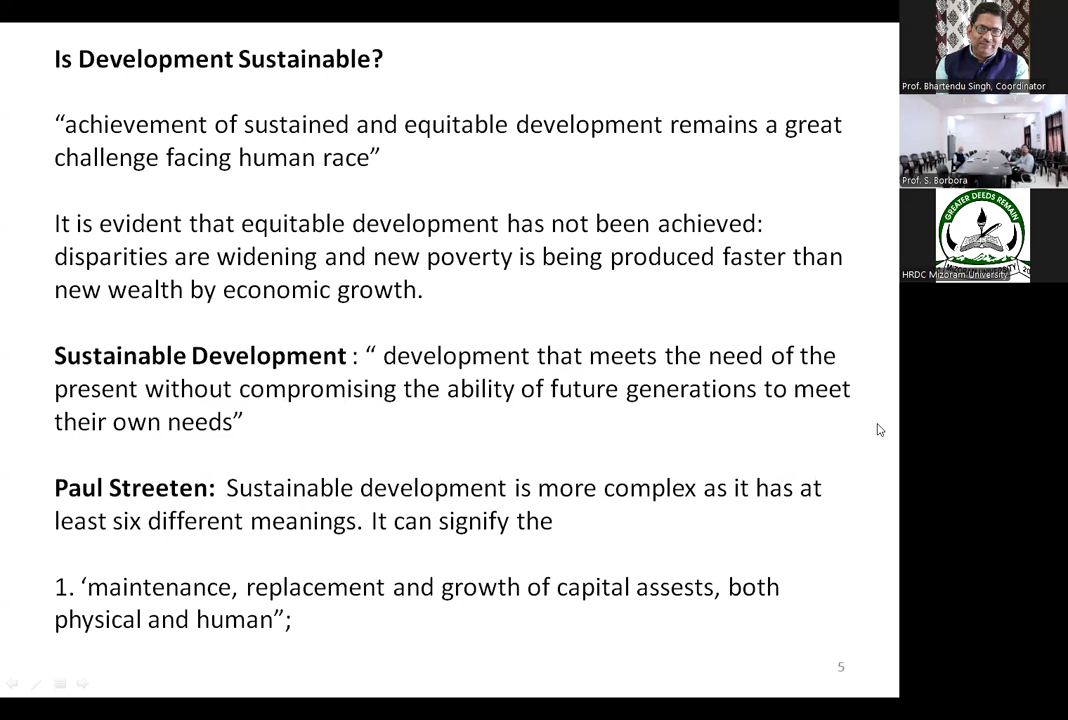 Is Development Sustainable?
“achievement of sustained and equitable development remains a great
challenge facing human race”
It is evident that equitable development has not been achieved:
disparities are widening and new poverty is being produced faster than
new wealth by economic growth.
Sustainable Development : “ development that meets the need of the
present without compromising the ability of future generations to meet
their own needs”
Paul Streeten: Sustainable development is more complex as it has at
least six different meanings. It can signify the
1. ‘maintenance, replacement and growth of capital assests, both
physical and human”;
5
Prof. Bhartendu Singh, Coordinator
Prof. S. Borbora
GREATER DEEDS REMAIN
MIZORAM UNIVERSITY
HRDC Mizoram University